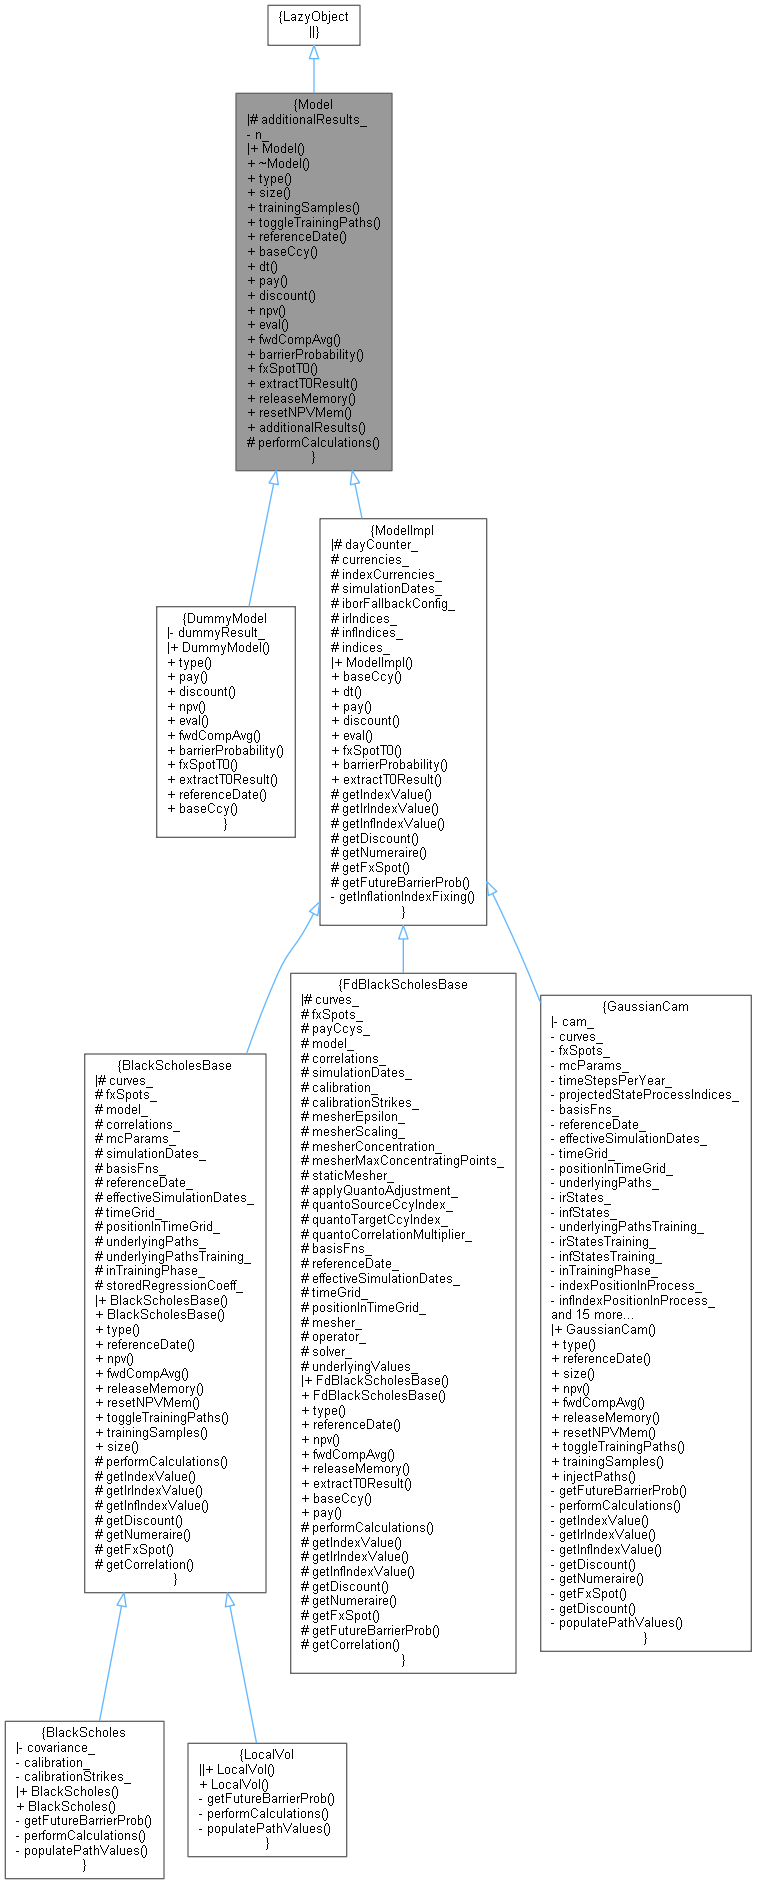 {LazyObject
||}
{Model
|# additionalResults_
- n_
|+ Model()
+ ~Model()
+ type()
+ size()
+ trainingSamples()
+ toggleTrainingPaths()
+ referenceDate()
+ baseCcy()
+ dt()
+ pay()
+ discount()
+ npv()
+ eval()
+ fwdCompAvg()
+ barrierProbability()
+ fxSpotT0()
+ extractT0Result()
+ releaseMemory()
+ resetNPVMem()
+ additionalResults()
# performCalculations()
}
{DummyModel
|- dummyResult_
|+ DummyModel()
+ type()
+ pay()
+ discount()
+ npv()
+ eval()
+ fwdCompAvg()
+ barrierProbability()
+ fxSpotT0()
+ extractT0Result()
+ referenceDate()
+ baseCcy()
}
{ModelImpl
|# dayCounter_
# currencies_
# indexCurrencies_
# simulationDates_
# iborFallbackConfig_
# irIndices_
# infIndices_
# indices_
|+ ModelImpl()
+ baseCcy()
+ dt()
+ pay()
+ discount()
+ eval()
+ fxSpotT0()
+ barrierProbability()
+ extractT0Result()
# getIndexValue()
# getIrIndexValue()
# getInfIndexValue()
# getDiscount()
# getNumeraire()
# getFxSpot()
# getFutureBarrierProb()
- getInflationIndexFixing()
}
{BlackScholesBase
|# curves_
# fxSpots_
# model_
# correlations_
# mcParams_
# simulationDates_
# basisFns_
# referenceDate_
# effectiveSimulationDates_
# timeGrid_
# positionInTimeGrid_
# underlyingPaths_
# underlyingPathsTraining_
# inTrainingPhase_
# storedRegressionCoeff_
|+ BlackScholesBase()
+ BlackScholesBase()
+ type()
+ referenceDate()
+ npv()
+ fwdCompAvg()
+ releaseMemory()
+ resetNPVMem()
+ toggleTrainingPaths()
+ trainingSamples()
+ size()
# performCalculations()
# getIndexValue()
# getIrIndexValue()
# getInfIndexValue()
# getDiscount()
# getNumeraire()
# getFxSpot()
# getCorrelation()
}
{FdBlackScholesBase
|# curves_
# fxSpots_
# payCcys_
# model_
# correlations_
# simulationDates_
# calibration_
# calibrationStrikes_
# mesherEpsilon_
# mesherScaling_
# mesherConcentration_
# mesherMaxConcentratingPoints_
# staticMesher_
# applyQuantoAdjustment_
# quantoSourceCcyIndex_
# quantoTargetCcyIndex_
# quantoCorrelationMultiplier_
# basisFns_
# referenceDate_
# effectiveSimulationDates_
# timeGrid_
# positionInTimeGrid_
# mesher_
# operator_
# solver_
# underlyingValues_
|+ FdBlackScholesBase()
+ FdBlackScholesBase()
+ type()
+ referenceDate()
+ npv()
+ fwdCompAvg()
+ releaseMemory()
+ extractT0Result()
+ baseCcy()
+ pay()
# performCalculations()
# getIndexValue()
# getIrIndexValue()
# getInfIndexValue()
# getDiscount()
# getNumeraire()
# getFxSpot()
# getFutureBarrierProb()
# getCorrelation()
}
{GaussianCam
|- cam_
- curves_
- fxSpots_
- mcParams_
- timeStepsPerYear_
- projectedStateProcessIndices_
- basisFns_
- referenceDate_
- effectiveSimulationDates_
- timeGrid_
- positionInTimeGrid_
- underlyingPaths_
- irStates_
- infStates_
- underlyingPathsTraining_
- irStatesTraining_
- infStatesTraining_
- inTrainingPhase_
- indexPositionInProcess_
- infIndexPositionInProcess_
and 15 more...
|+ GaussianCam()
+ type()
+ referenceDate()
+ size()
+ npv()
+ fwdCompAvg()
+ releaseMemory()
+ resetNPVMem()
+ toggleTrainingPaths()
+ trainingSamples()
+ injectPaths()
- getFutureBarrierProb()
- performCalculations()
- getIndexValue()
- getIrIndexValue()
- getInfIndexValue()
- getDiscount()
- getNumeraire()
- getFxSpot()
- getDiscount()
- populatePathValues()
}
{BlackScholes
|- covariance_
- calibration_
- calibrationStrikes_
|+ BlackScholes()
+ BlackScholes()
- getFutureBarrierProb()
- performCalculations()
- populatePathValues()
}
{LocalVol
||+ LocalVol()
+ LocalVol()
- getFutureBarrierProb()
- performCalculations()
- populatePathValues()
}